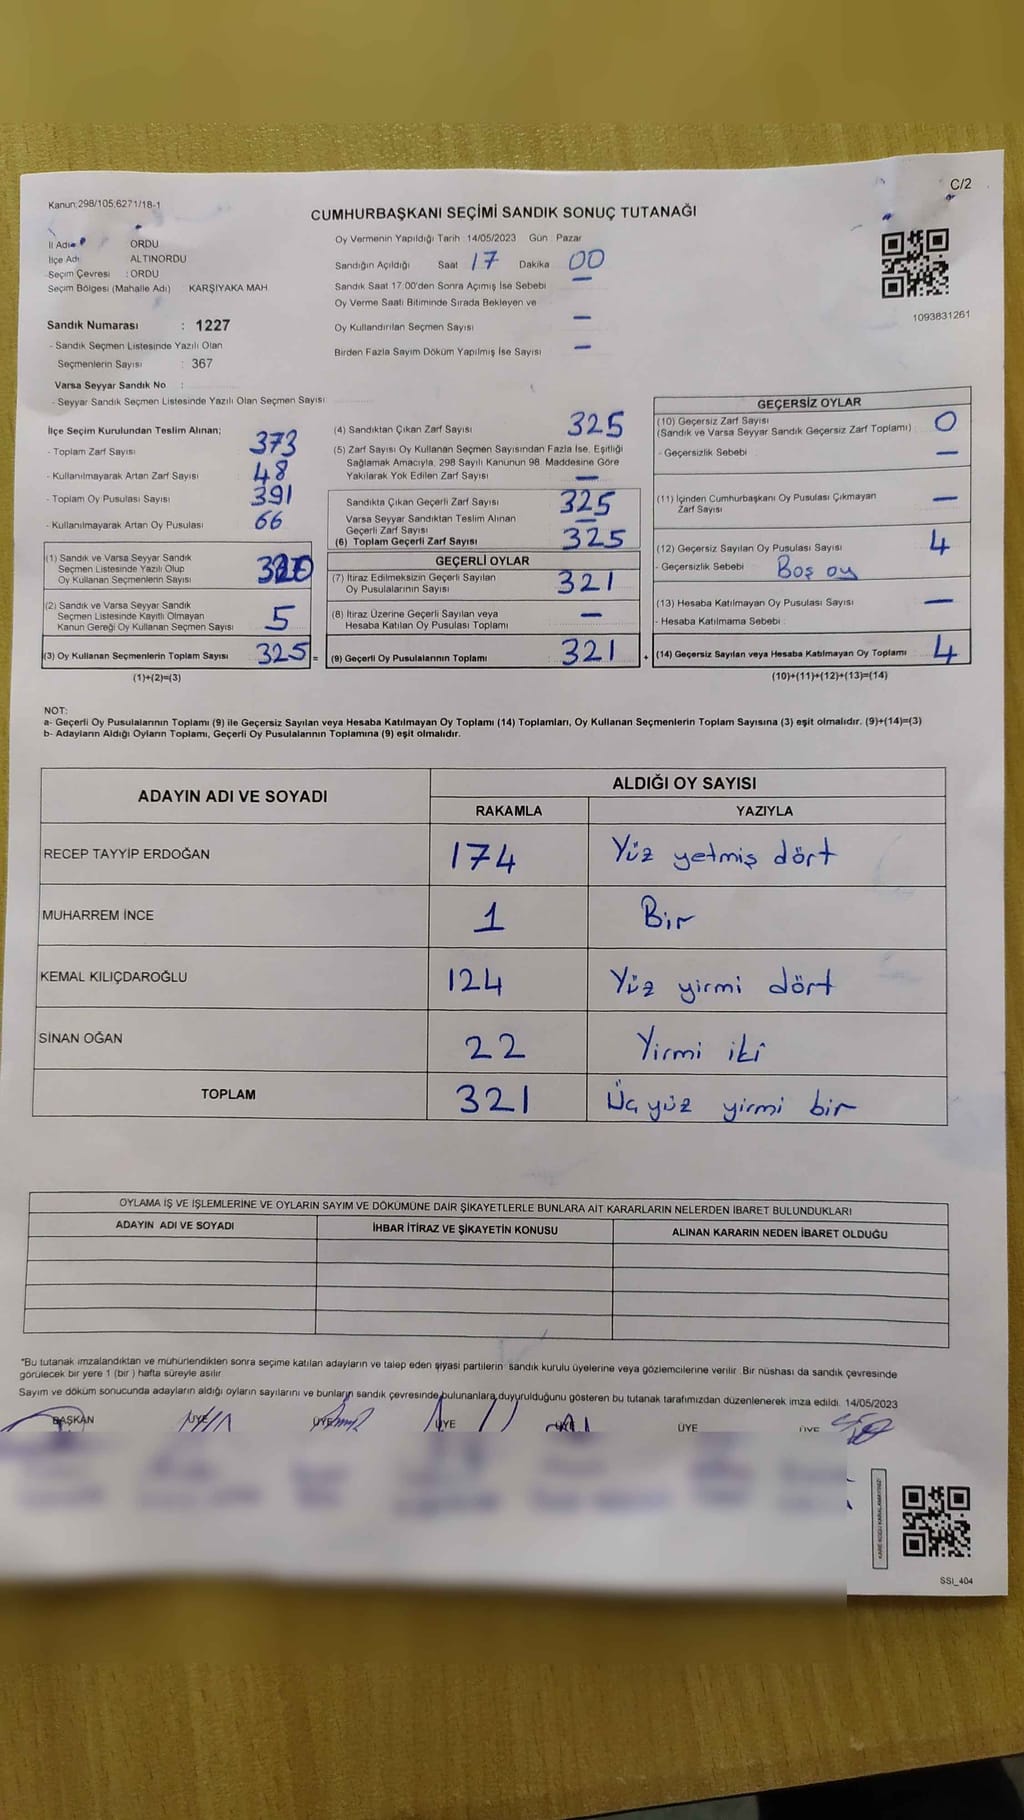 Kanun;298/105;6271/18-1
C/2
CUMHURBAŞKANI SEÇİMİ SANDIK SONUÇ TUTANAĞI
İl Adı ORDU
İlçe Adı ALTINORDU
Seçim Çevresi : ORDU
Seçim Bölgesi (Mahalle Adı) KARŞIYAKA MAH
Sandık Numarası : 1227
- Sandık Seçmen Listesinde Yazılı Olan
Seçmenlerin Sayısı : 367
Varsa Seyyar Sandık No :
- Seyyar Sandık Seçmen Listesinde Yazılı Olan Seçmen Sayısı
Oy Vermenin Yapıldığı Tarih :14/05/2023 Gün : Pazar
Sandığın Açıldığı Saat 17 Dakika 00
Sandık Saat 17:00'den Sonra Açımış İse Sebebi –
Oy Verme Saati Bitiminde Sırada Bekleyen ve
Oy Kullandırılan Seçmen Sayısı –
Birden Fazla Sayım Döküm Yapılmış İse Sayısı –
1093831261
İlçe Seçim Kurulundan Teslim Alınan;
- Toplam Zarf Sayısı 373
- Kullanılmayarak Artan Zarf Sayısı 48
- Toplam Oy Pusulası Sayısı 391
- Kullanılmayarak Artan Oy Pusulası 66
(1) Sandık ve Varsa Seyyar Sandık
Seçmen Listesinde Yazılı Olup
Oy Kullanan Seçmenlerin Sayısı 320
(2) Sandık ve Varsa Seyyar Sandık
Seçmen Listesinde Kayıtlı Olmayan
Kanun Gereği Oy Kullanan Seçmen Sayısı 5
(3) Oy Kullanan Seçmenlerin Toplam Sayısı 325 =
(1)+(2)=(3)
(4) Sandıktan Çıkan Zarf Sayısı 325
(5) Zarf Sayısı Oy Kullanan Seçmen Sayısından Fazla İse, Eşitliği
Sağlamak Amacıyla, 298 Sayılı Kanunun 98. Maddesine Göre
Yakılarak Yok Edilen Zarf Sayısı –
Sandıkta Çıkan Geçerli Zarf Sayısı 325
Varsa Seyyar Sandıktan Teslim Alınan
Geçerli Zarf Sayısı –
(6) Toplam Geçerli Zarf Sayısı 325
GEÇERLİ OYLAR
(7) İtiraz Edilmeksizin Geçerli Sayılan
Oy Pusulalarının Sayısı 321
(8) İtiraz Üzerine Geçerli Sayılan veya
Hesaba Katılan Oy Pusulası Toplamı –
(9) Geçerli Oy Pusulalarının Toplamı 321 +
GEÇERSİZ OYLAR
(10) Geçersiz Zarf Sayısı
(Sandık ve Varsa Seyyar Sandık Geçersiz Zarf Toplamı) 0
- Geçersizlik Sebebi : –
(11) İçinden Cumhurbaşkanı Oy Pusulası Çıkmayan
Zarf Sayısı –
(12) Geçersiz Sayılan Oy Pusulası Sayısı 4
- Geçersizlik Sebebi : Boş oy
(13) Hesaba Katılmayan Oy Pusulası Sayısı –
- Hesaba Katılmama Sebebi :
(14) Geçersiz Sayılan veya Hesaba Katılmayan Oy Toplamı 4
(10)+(11)+(12)+(13)=(14)
NOT:
a- Geçerli Oy Pusulalarının Toplamı (9) ile Geçersiz Sayılan veya Hesaba Katılmayan Oy Toplamı (14) Toplamları, Oy Kullanan Seçmenlerin Toplam Sayısına (3) eşit olmalıdır. (9)+(14)=(3)
b- Adayların Aldığı Oyların Toplamı, Geçerli Oy Pusulalarının Toplamına (9) eşit olmalıdır.
ADAYIN ADI VE SOYADI ALDIĞI OY SAYISI
RAKAMLA YAZIYLA
RECEP TAYYİP ERDOĞAN 174 Yüz yetmiş dört
MUHARREM İNCE 1 Bir
KEMAL KILIÇDAROĞLU 124 Yüz yirmi dört
SİNAN OĞAN 22 Yirmi iki
TOPLAM 321 Üç yüz yirmi bir
OYLAMA İŞ VE İŞLEMLERİNE VE OYLARIN SAYIM VE DÖKÜMÜNE DAİR ŞİKAYETLERLE BUNLARA AİT KARARLARIN NELERDEN İBARET BULUNDUKLARI
ADAYIN ADI VE SOYADI İHBAR İTİRAZ VE ŞİKAYETİN KONUSU ALINAN KARARIN NEDEN İBARET OLDUĞU
*Bu tutanak imzalandıktan ve mühürlendikten sonra seçime katılan adayların ve talep eden siyasi partilerin sandık kurulu üyelerine veya gözlemcilerine verilir. Bir nüshası da sandık çevresinde
görülecek bir yere 1 (bir ) hafta süreyle asılır.
Sayım ve döküm sonucunda adayların aldığı oyların sayılarını ve bunların sandık çevresinde bulunanlara duyurulduğunu gösteren bu tutanak tarafımızdan düzenlenerek imza edildi. 14/05/2023
BAŞKAN ÜYE ÜYE ÜYE ÜYE ÜYE ÜYE
KARE KODU KARALAMAYINIZ!
SSI_404